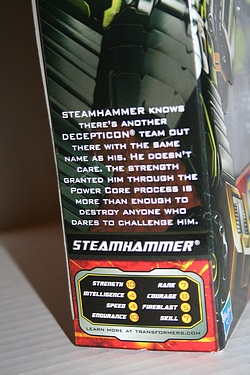 STEAMHAMMER KNOWS
THERE'S ANOTHER
DECEPTICON® TEAM OUT
THERE WITH THE SAME
NAME AS HIS. HE DOESN'T
CARE. THE STRENGTH
GRANTED HIM THROUGH THE
POWER CORE PROCESS IS
MORE THAN ENOUGH TO
DESTROY ANYONE WHO
DARES TO CHALLENGE HIM.
STEAMHAMMER®
STRENGTH 10 RANK
INTELLIGENCE COURAGE
SPEED FIREBLAST
ENDURANCE 10 SKILL
LEARN MORE AT TRANSFORMERS.COM